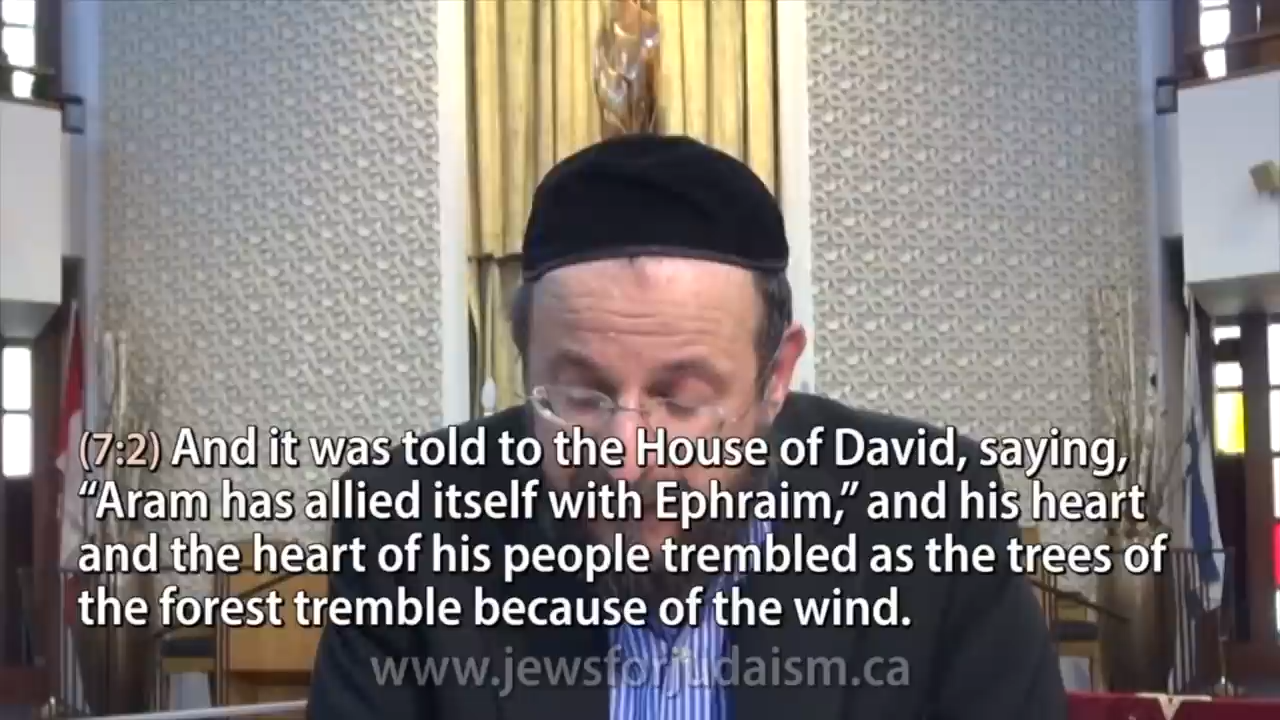 (7:2) And it was told to the House of David, saying,
“Aram has allied itself with Ephraim,” and his heart
and the heart of his people trembled as the trees of
the forest tremble because of the wind.
www.jewsforjudaism.ca